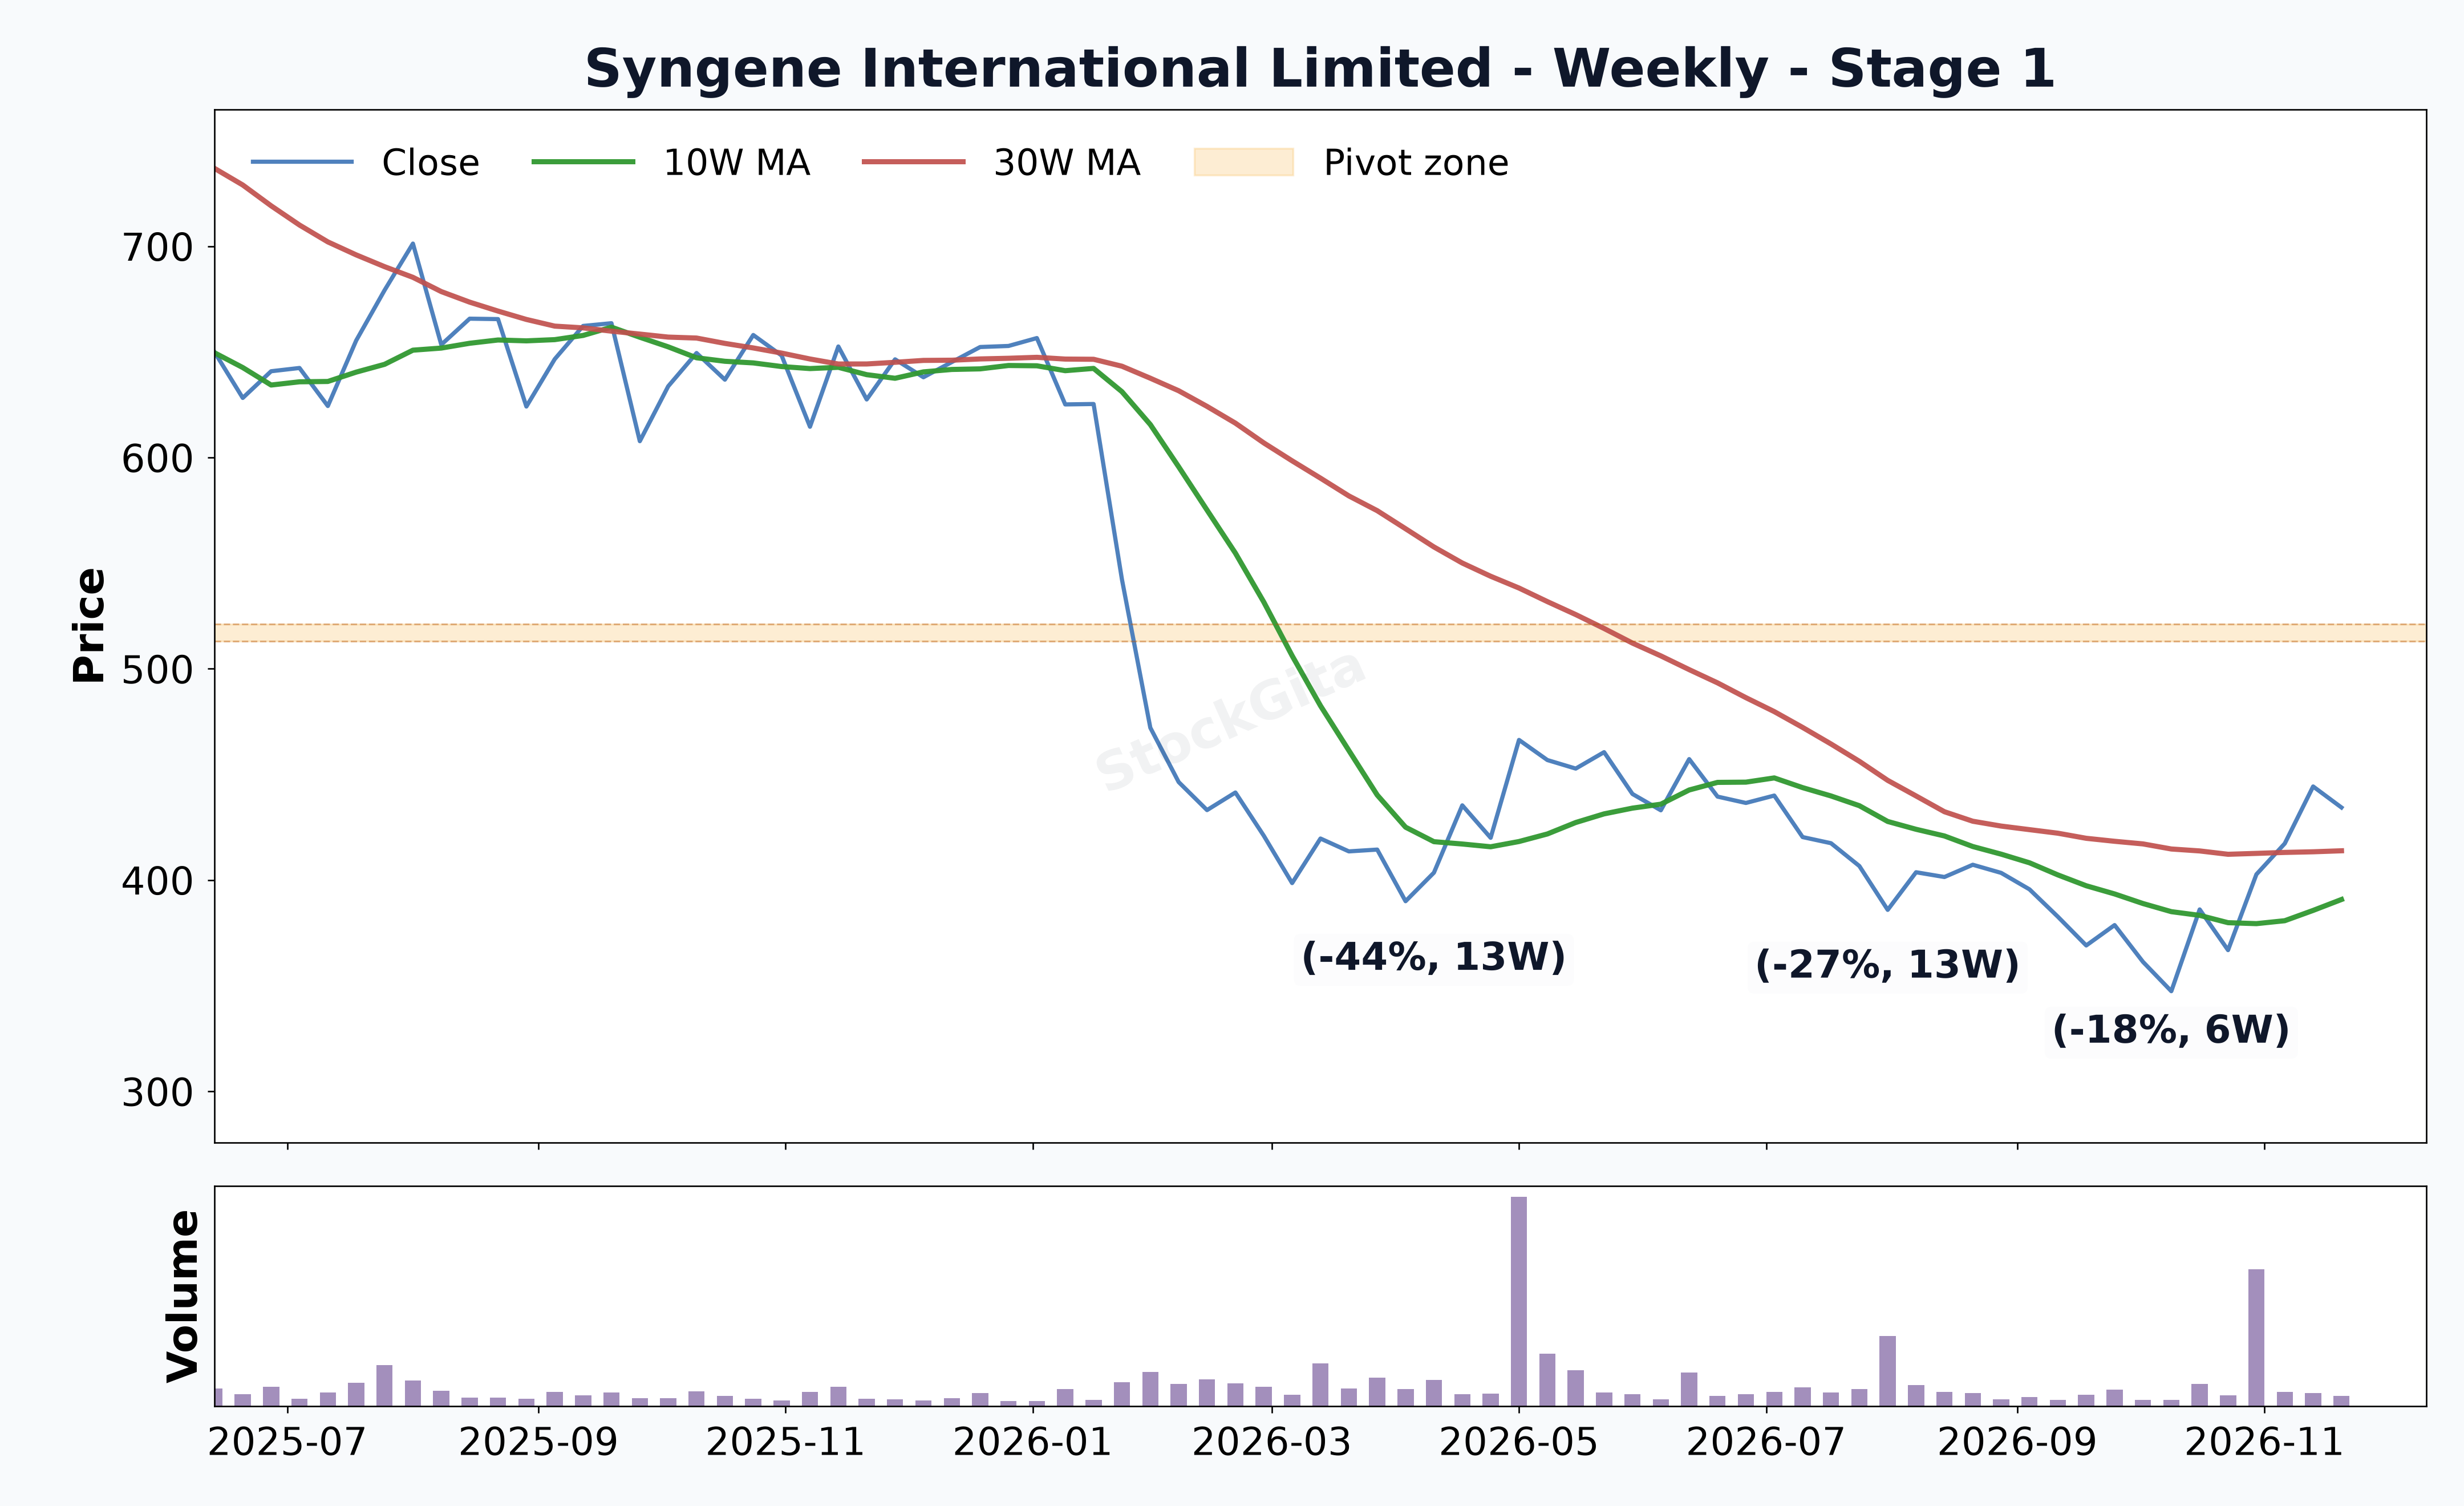 Syngene International Limited - Weekly - Stage 1
Close 10W MA 30W MA Pivot zone
700
600
500
400
300
Price
StockGita
(-44%, 13W)
(-27%, 13W)
(-18%, 6W)
Volume
2025-07 2025-09 2025-11 2026-01 2026-03 2026-05 2026-07 2026-09 2026-11